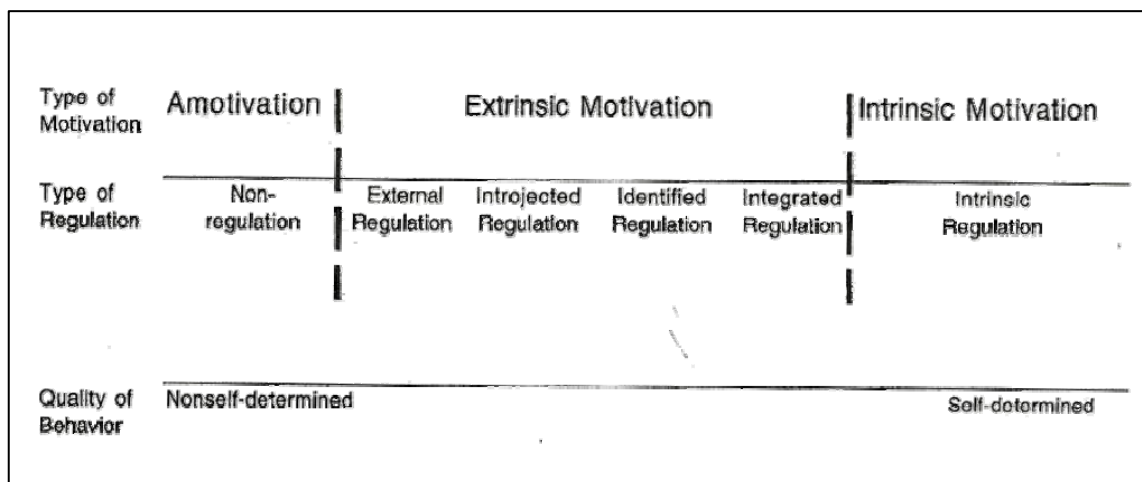 Type of
Motivation
Amotivation
Extrinsic Motivation
Intrinsic Motivation
Type of
Regulation
Non-
regulation
External
Regulation
Introjected
Regulation
Identified
Regulation
Integrated
Regulation
Intrinsic
Regulation
Quality of
Behavior
Nonself-determined
Self-determined